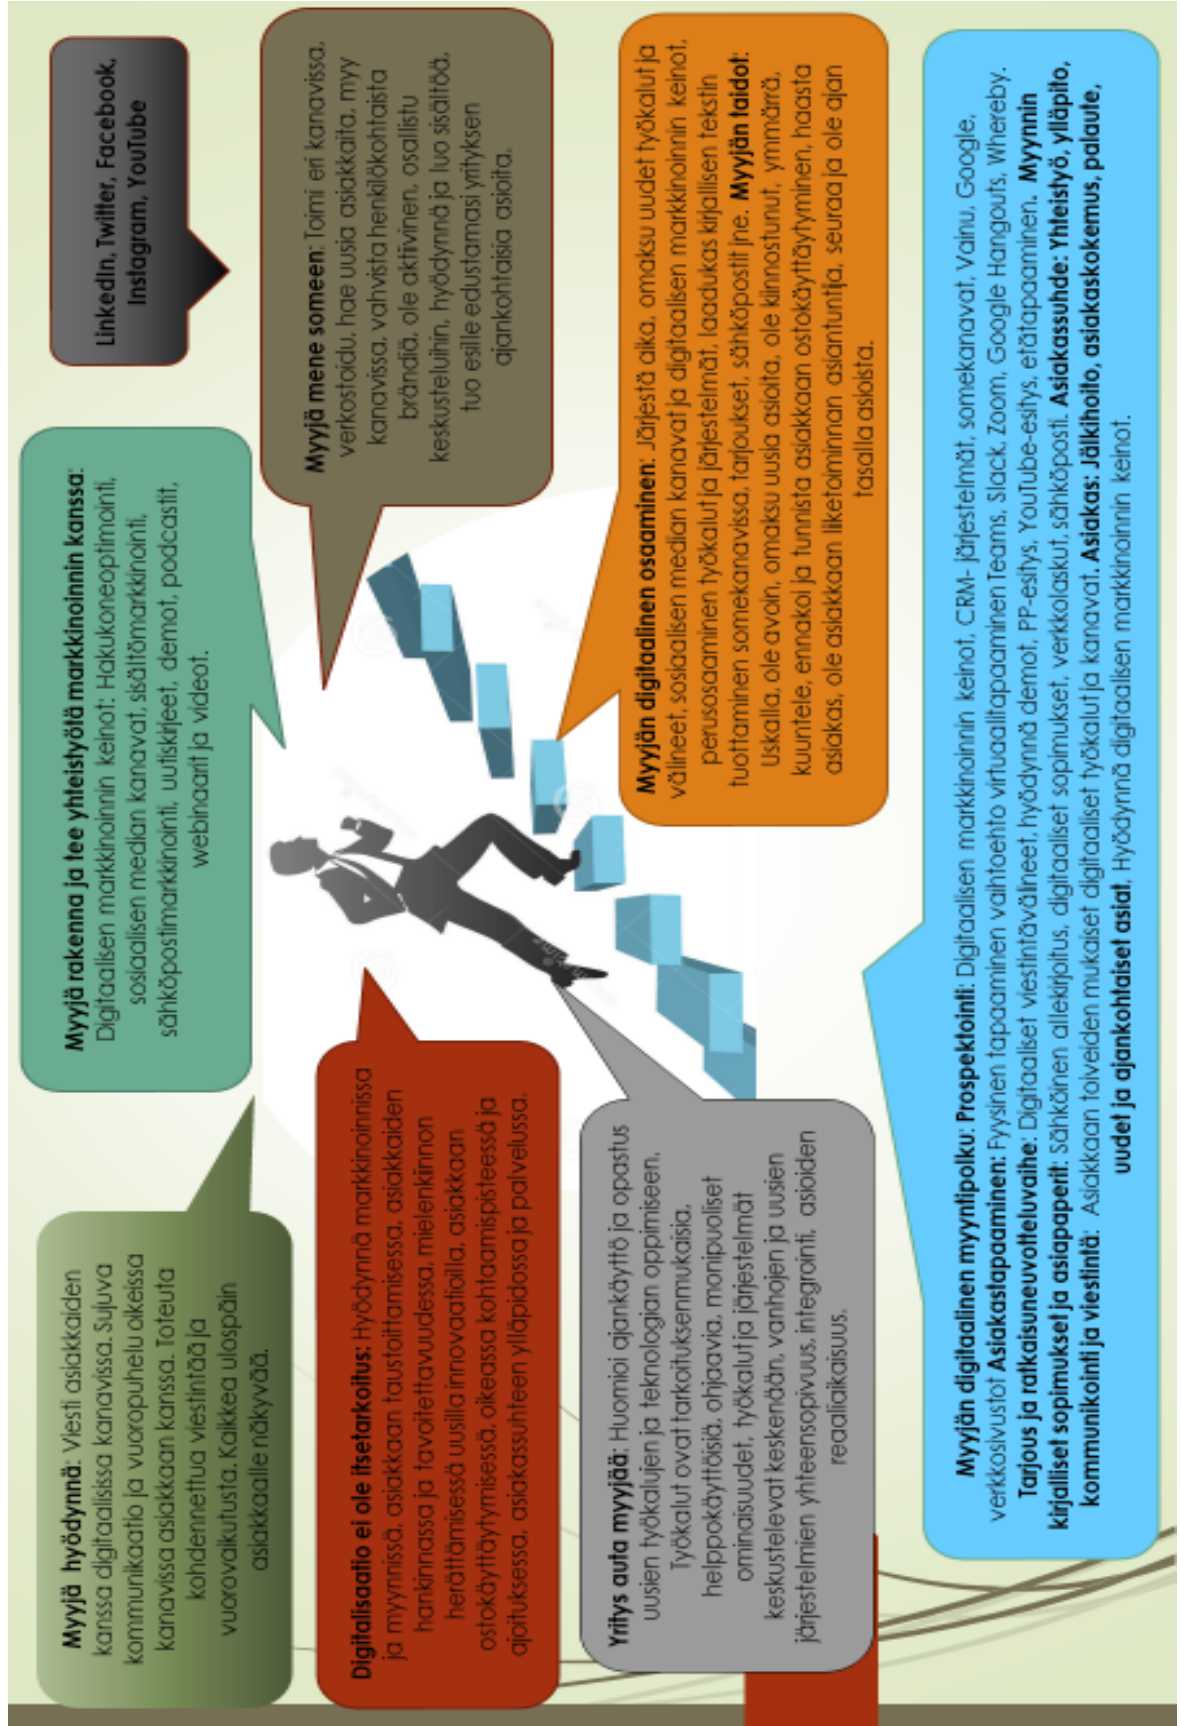 Myyjä hyödynnä: Viesti asiakkaiden
kanssa digitaalisissa kanavissa. Sujuva
kommunikaatio ja vuoropuhelu oikeissa
kanavissa asiakkaan kanssa. Toteuta
kohdennettua viestintää ja
vuorovaikutusta. Kaikkea ulospäin
asiakkaalle näkyvää.
Myyjä rakenna ja tee yhteistyötä markkinoinnin kanssa:
Digitaalisen markkinoinnin keinot: Hakukoneoptimointi,
sosiaalisen median kanavat, sisältömarkkinointi,
sähköpostimarkkinointi, uutiskirjeet, demot, podcastit,
webinaarit ja videot.
LinkedIn, Twitter, Facebook,
Instagram, YouTube
Myyjä mene someen: Toimi eri kanavissa,
verkostoidu, hae uusia asiakkaita, myy
kanavissa, vahvista henkilökohtaista
brändiä, ole aktiivinen, osallistu
keskusteluihin, hyödynnä ja luo sisältöä,
tuo esille edustamasi yrityksen
ajankohtaisia asioita.
Digitalisaatio ei ole itsetarkoitus: Hyödynnä markkinoinnissa
ja myynnissä, asiakkaan taustoittamisessa, asiakkaiden
hankinnassa ja tavoitettavuudessa, mielenkiinnon
herättämisessä uusilla innovaatioilla, asiakkaan
ostokäyttäytymisessä, oikeassa kohtaamispisteessä ja
ajoituksessa, asiakassuhteen ylläpidossa ja palvelussa.
Yritys auta myyjää: Huomioi ajankäyttö ja opastus
uusien työkalujen ja teknologian oppimiseen.
Työkalut ovat tarkoituksenmukaisia,
helppokäyttöisiä, ohjaavia, monipuoliset
ominaisuudet, työkalut ja järjestelmät
keskustelevat keskenään, vanhojen ja uusien
järjestelmien yhteensopivuus, integrointi, asioiden
reaaliaikaisuus.
Myyjän digitaalinen osaaminen: Järjestä aika, omaksu uudet työkalut ja
välineet, sosiaalisen median kanavat ja digitaalisen markkinoinnin keinot,
perusosaaminen työkalut ja järjestelmät, laadukas kirjallisen tekstin
tuottaminen somekanavissa, tarjoukset, sähköpostit jne. Myyjän taidot:
Uskalla, ole avoin, omaksu uusia asioita, ole kiinnostunut, ymmärrä,
kuuntele, ennakoi ja tunnista asiakkaan ostokäyttäytyminen, haasta
asiakas, ole asiakkaan liiketoiminnan asiantuntija, seuraa ja ole ajan
tasalla asioista.
Myyjän digitaalinen myyntipolku: Prospektointi: Digitaalisen markkinoinnin keinot, CRM- järjestelmät, somekanavat, Vainu, Google,
verkkosivustot Asiakastapaaminen: Fyysinen tapaaminen vaihtoehto virtuaalitapaaminen Teams, Slack, Zoom, Google Hangouts, Whereby.
Tarjous ja ratkaisuneuvotteluvaihe: Digitaaliset viestintävälineet, hyödynnä demot, PP-esitys, YouTube-esitys, etätapaaminen. Myynnin
kirjalliset sopimukset ja asiapaperit: Sähköinen allekirjoitus, digitaaliset sopimukset, verkkolaskut, sähköposti. Asiakassuhde: Yhteistyö, ylläpito,
kommunikointi ja viestintä: Asiakkaan toiveiden mukaiset digitaaliset työkalut ja kanavat. Asiakas: Jälkihoito, asiakaskokemus, palaute,
uudet ja ajankohtaiset asiat. Hyödynnä digitaalisen markkinoinnin keinot.